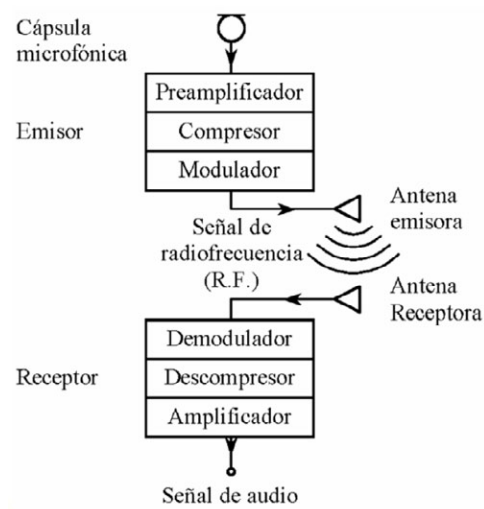 Cápsula
microfónica
Preamplificador
Emisor
Compresor
Modulador
Antena
emisora
Señal de
radiofrecuencia
(R.F.)
Antena
Receptora
Demodulador
Receptor
Descompresor
Amplificador
Señal de audio